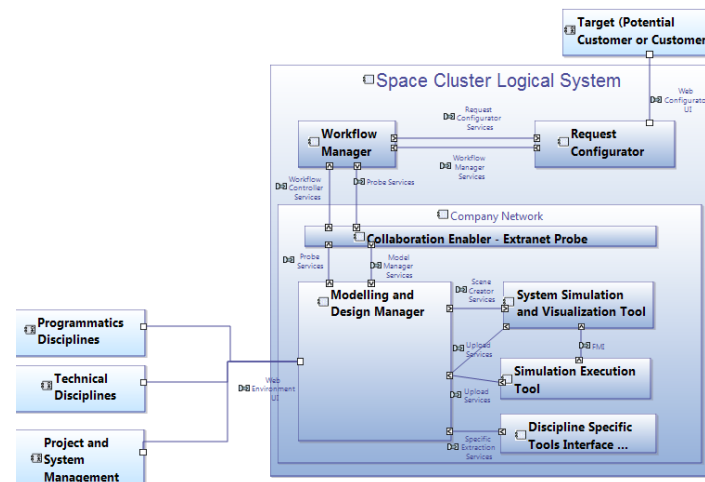 Target (Potential
Customer or Customer
Space Cluster Logical System
Web
Configurato
UI
Request
Configurator
Services
Workflow
Manager
Request
Configurator
Workflow
Manager
Services
Workflow
Controller
Services
Probe Services
Company Network
Collaboration Enabler - Extranet Probe
Probe
Services
Model
Manager
Services
Modelling and
Design Manager
Scene
Creator
Services
System Simulation
and Visualization Tool
Programmatics
Disciplines
Upload
Services
FMI
Simulation Execution
Tool
Technical
Disciplines
Web
Environment
UI
Upload
Services
Discipline Specific
Tools Interface ...
Specific
Extraction
Services
Project and
System
Management